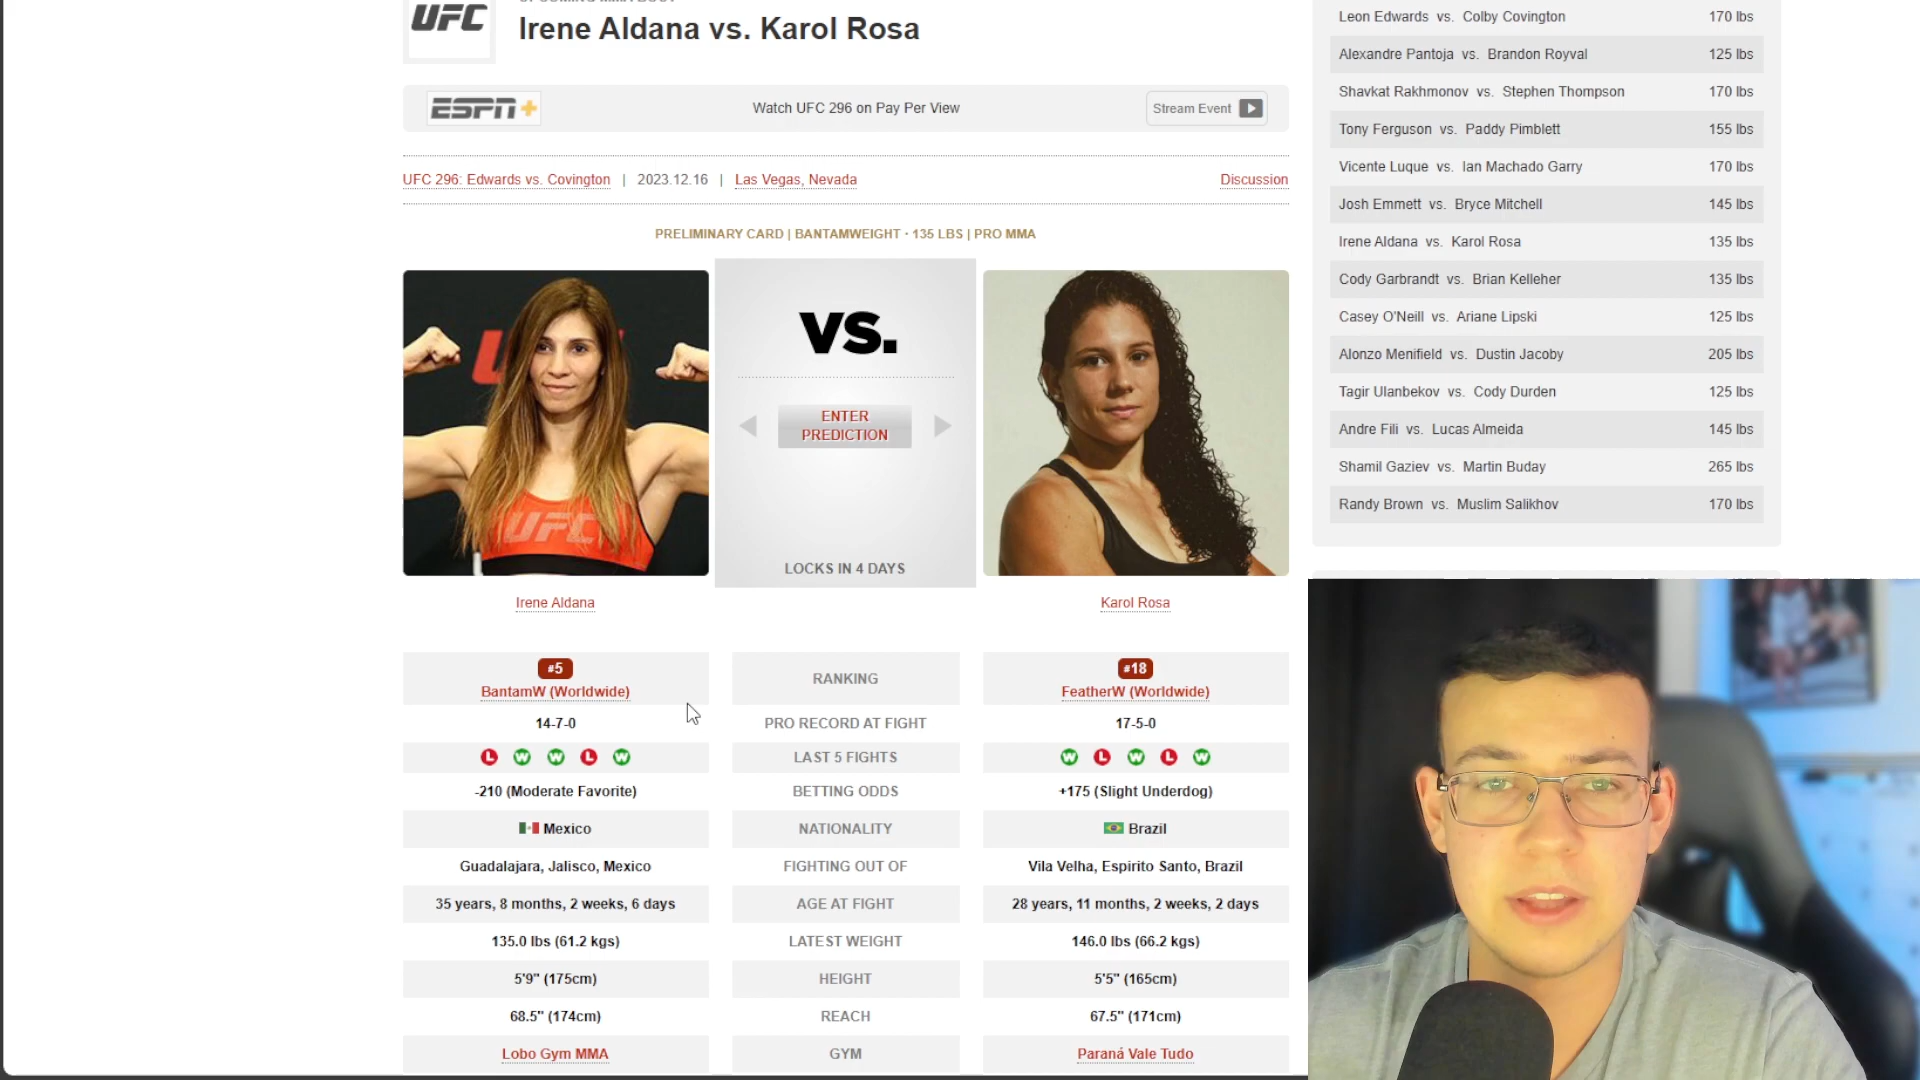 UFC
UPCOMING MMA BOUT
Irene Aldana vs. Karol Rosa
ESPN+
Watch UFC 296 on Pay Per View
Stream Event
UFC 296: Edwards vs. Covington | 2023.12.16 | Las Vegas, Nevada
Discussion
PRELIMINARY CARD | BANTAMWEIGHT · 135 LBS | PRO MMA
UFC
VS.
ENTER
PREDICTION
LOCKS IN 4 DAYS
Irene Aldana
Karol Rosa
#5
BantamW (Worldwide)
RANKING
#18
FeatherW (Worldwide)
14-7-0 PRO RECORD AT FIGHT 17-5-0
L W W L W LAST 5 FIGHTS W L W L W
-210 (Moderate Favorite) BETTING ODDS +175 (Slight Underdog)
Mexico NATIONALITY Brazil
Guadalajara, Jalisco, Mexico FIGHTING OUT OF Vila Velha, Espirito Santo, Brazil
35 years, 8 months, 2 weeks, 6 days AGE AT FIGHT 28 years, 11 months, 2 weeks, 2 days
135.0 lbs (61.2 kgs) LATEST WEIGHT 146.0 lbs (66.2 kgs)
5'9" (175cm) HEIGHT 5'5" (165cm)
68.5" (174cm) REACH 67.5" (171cm)
Lobo Gym MMA GYM Paraná Vale Tudo
Leon Edwards vs. Colby Covington 170 lbs
Alexandre Pantoja vs. Brandon Royval 125 lbs
Shavkat Rakhmonov vs. Stephen Thompson 170 lbs
Tony Ferguson vs. Paddy Pimblett 155 lbs
Vicente Luque vs. Ian Machado Garry 170 lbs
Josh Emmett vs. Bryce Mitchell 145 lbs
Irene Aldana vs. Karol Rosa 135 lbs
Cody Garbrandt vs. Brian Kelleher 135 lbs
Casey O'Neill vs. Ariane Lipski 125 lbs
Alonzo Menifield vs. Dustin Jacoby 205 lbs
Tagir Ulanbekov vs. Cody Durden 125 lbs
Andre Fili vs. Lucas Almeida 145 lbs
Shamil Gaziev vs. Martin Buday 265 lbs
Randy Brown vs. Muslim Salikhov 170 lbs